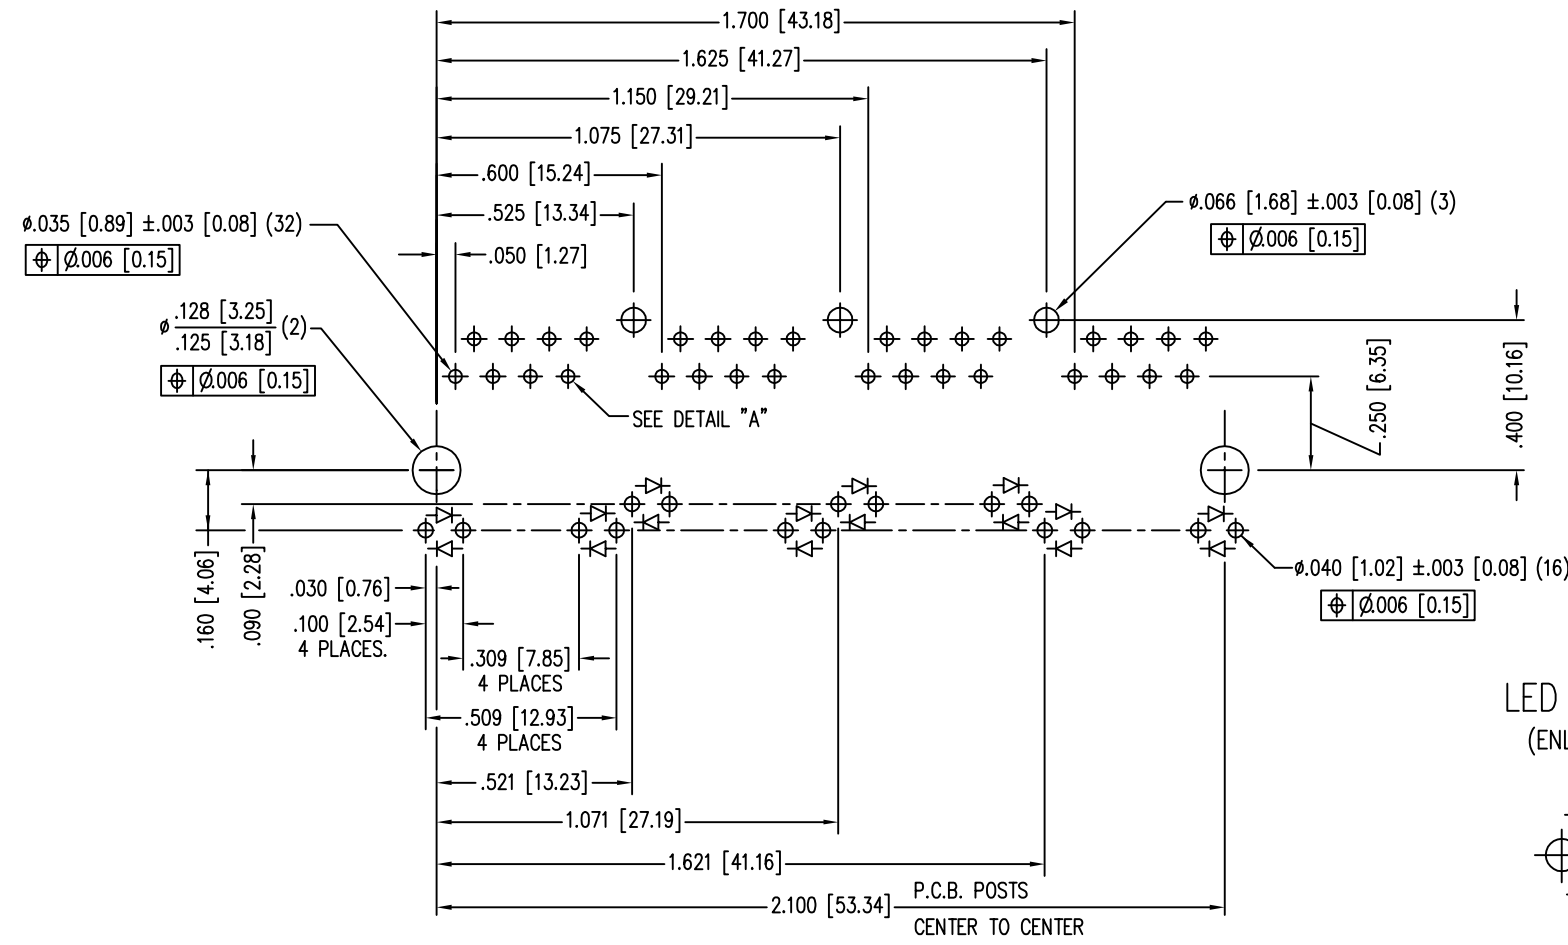 1.700 [43.18]
1.625 [41.27]
1.150 [29.21]
1.075 [27.31]
.600 [15.24]
.525 [13.34]
.050 [1.27]
ø.035 [0.89] ±.003 [0.08] (32)
⌖ Ø.006 [0.15]
ø .128 [3.25] (2)
.125 [3.18]
⌖ Ø.006 [0.15]
ø.066 [1.68] ±.003 [0.08] (3)
⌖ Ø.006 [0.15]
SEE DETAIL "A"
.250 [6.35]
.400 [10.16]
.160 [4.06]
.090 [2.28]
.030 [0.76]
.100 [2.54]
4 PLACES.
.309 [7.85]
4 PLACES
.509 [12.93]
4 PLACES
ø.040 [1.02] ±.003 [0.08] (16)
⌖ Ø.006 [0.15]
LED
(ENL
.521 [13.23]
1.071 [27.19]
1.621 [41.16]
2.100 [53.34] P.C.B. POSTS
CENTER TO CENTER